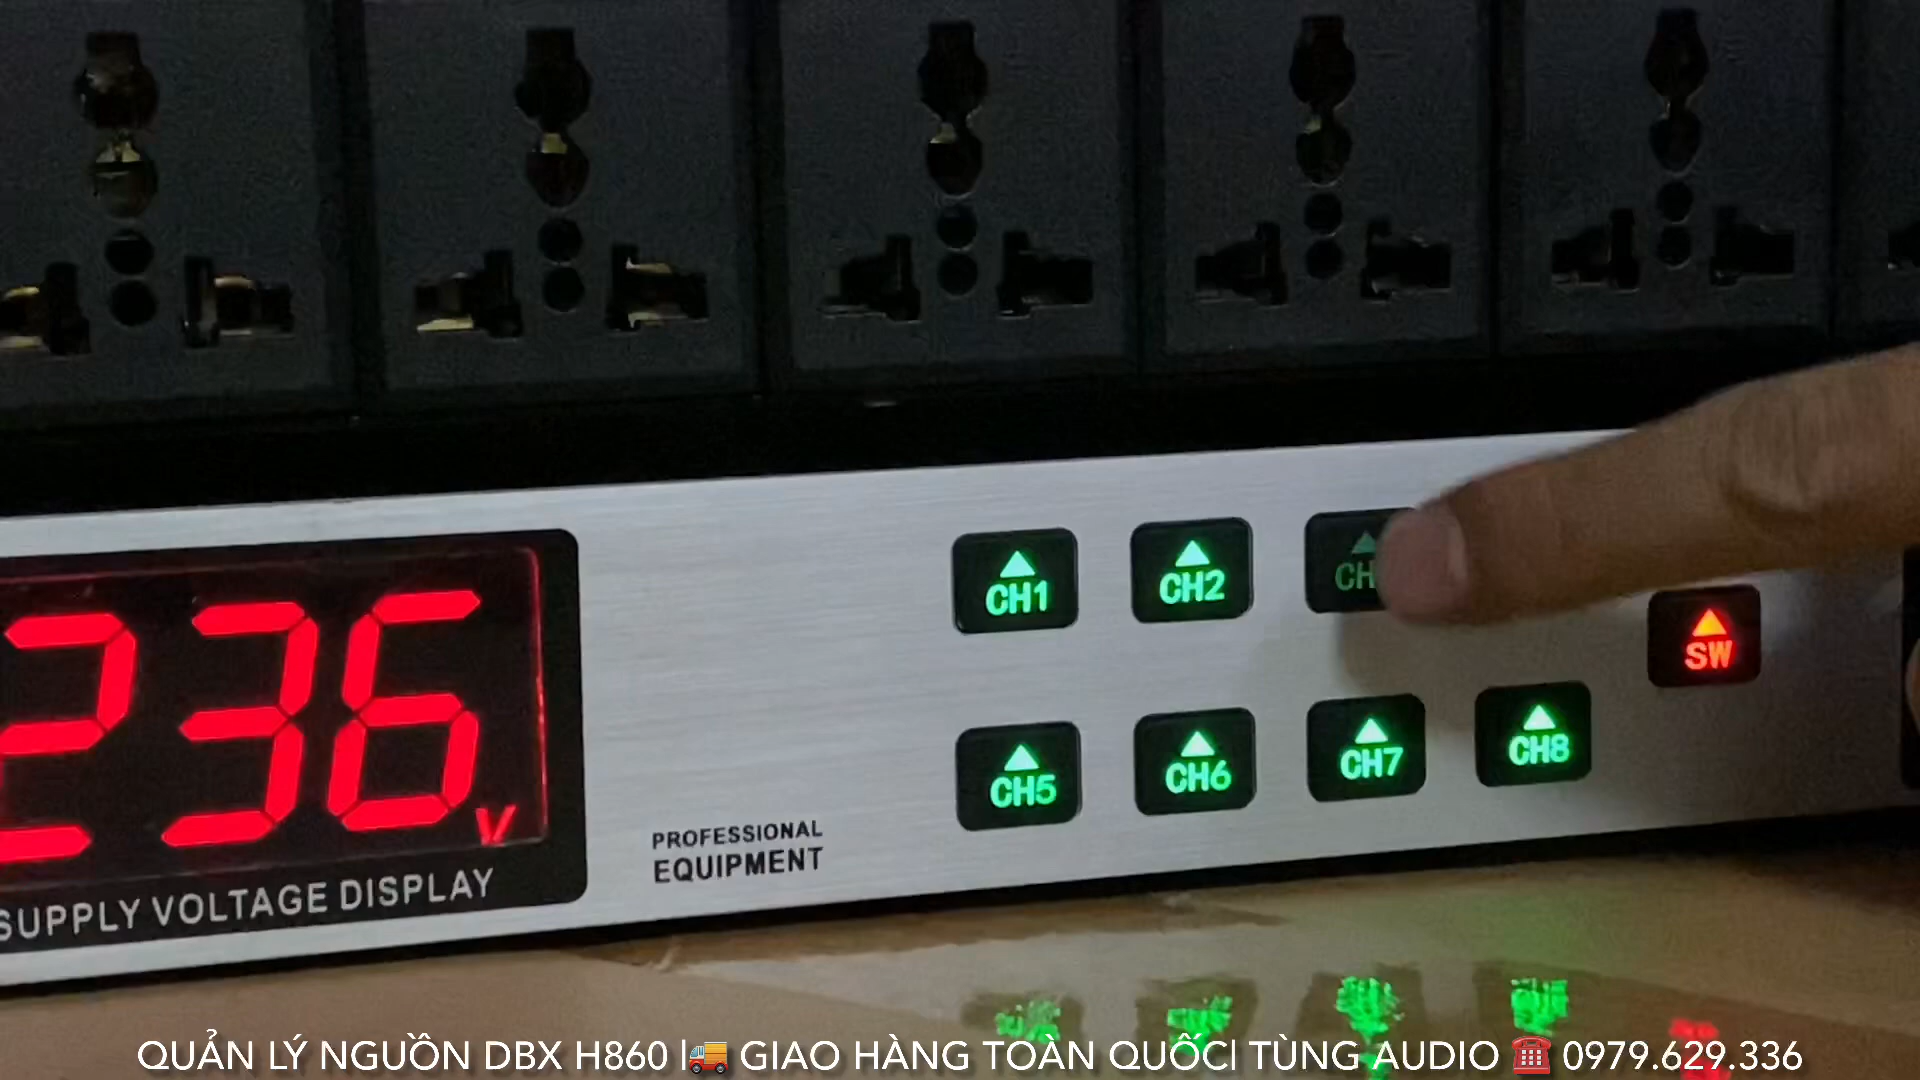 236
V
SUPPLY VOLTAGE DISPLAY
PROFESSIONAL
EQUIPMENT
CH1
CH2
CH
SW
CH5
CH6
CH7
CH8
QUẢN LÝ NGUỒN DBX H860 |🚚 GIAO HÀNG TOÀN QUỐC| TÙNG AUDIO ☎️ 0979.629.336